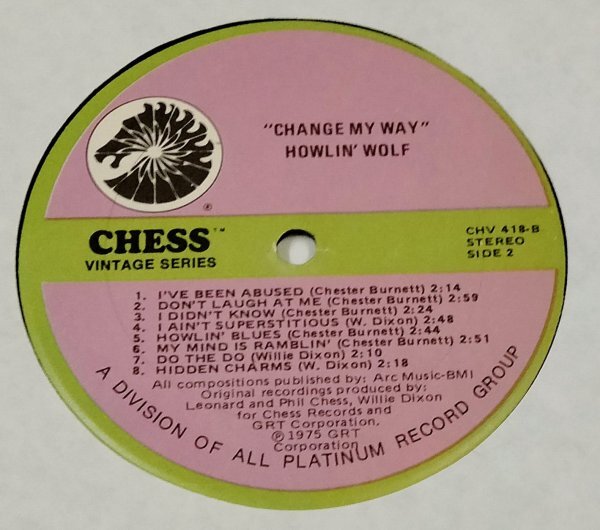 "CHANGE MY WAY"
HOWLIN' WOLF
®
CHESS™
VINTAGE SERIES
CHV 418-B
STEREO
SIDE 2
1. I'VE BEEN ABUSED (Chester Burnett) 2:14
2. DON'T LAUGH AT ME (Chester Burnett) 2:59
3. I DIDN'T KNOW (Chester Burnett) 2:24
4. I AIN'T SUPERSTITIOUS (W. Dixon) 2:48
5. HOWLIN' BLUES (Chester Burnett) 2:44
6. MY MIND IS RAMBLIN' (Chester Burnett) 2:51
7. DO THE DO (Willie Dixon) 2:10
8. HIDDEN CHARMS (W. Dixon) 2:18
All compositions published by: Arc Music-BMI
Original recordings produced by:
Leonard and Phil Chess, Willie Dixon
for Chess Records and
GRT Corporation.
℗ 1975 GRT
Corporation
A DIVISION OF ALL PLATINUM RECORD GROUP